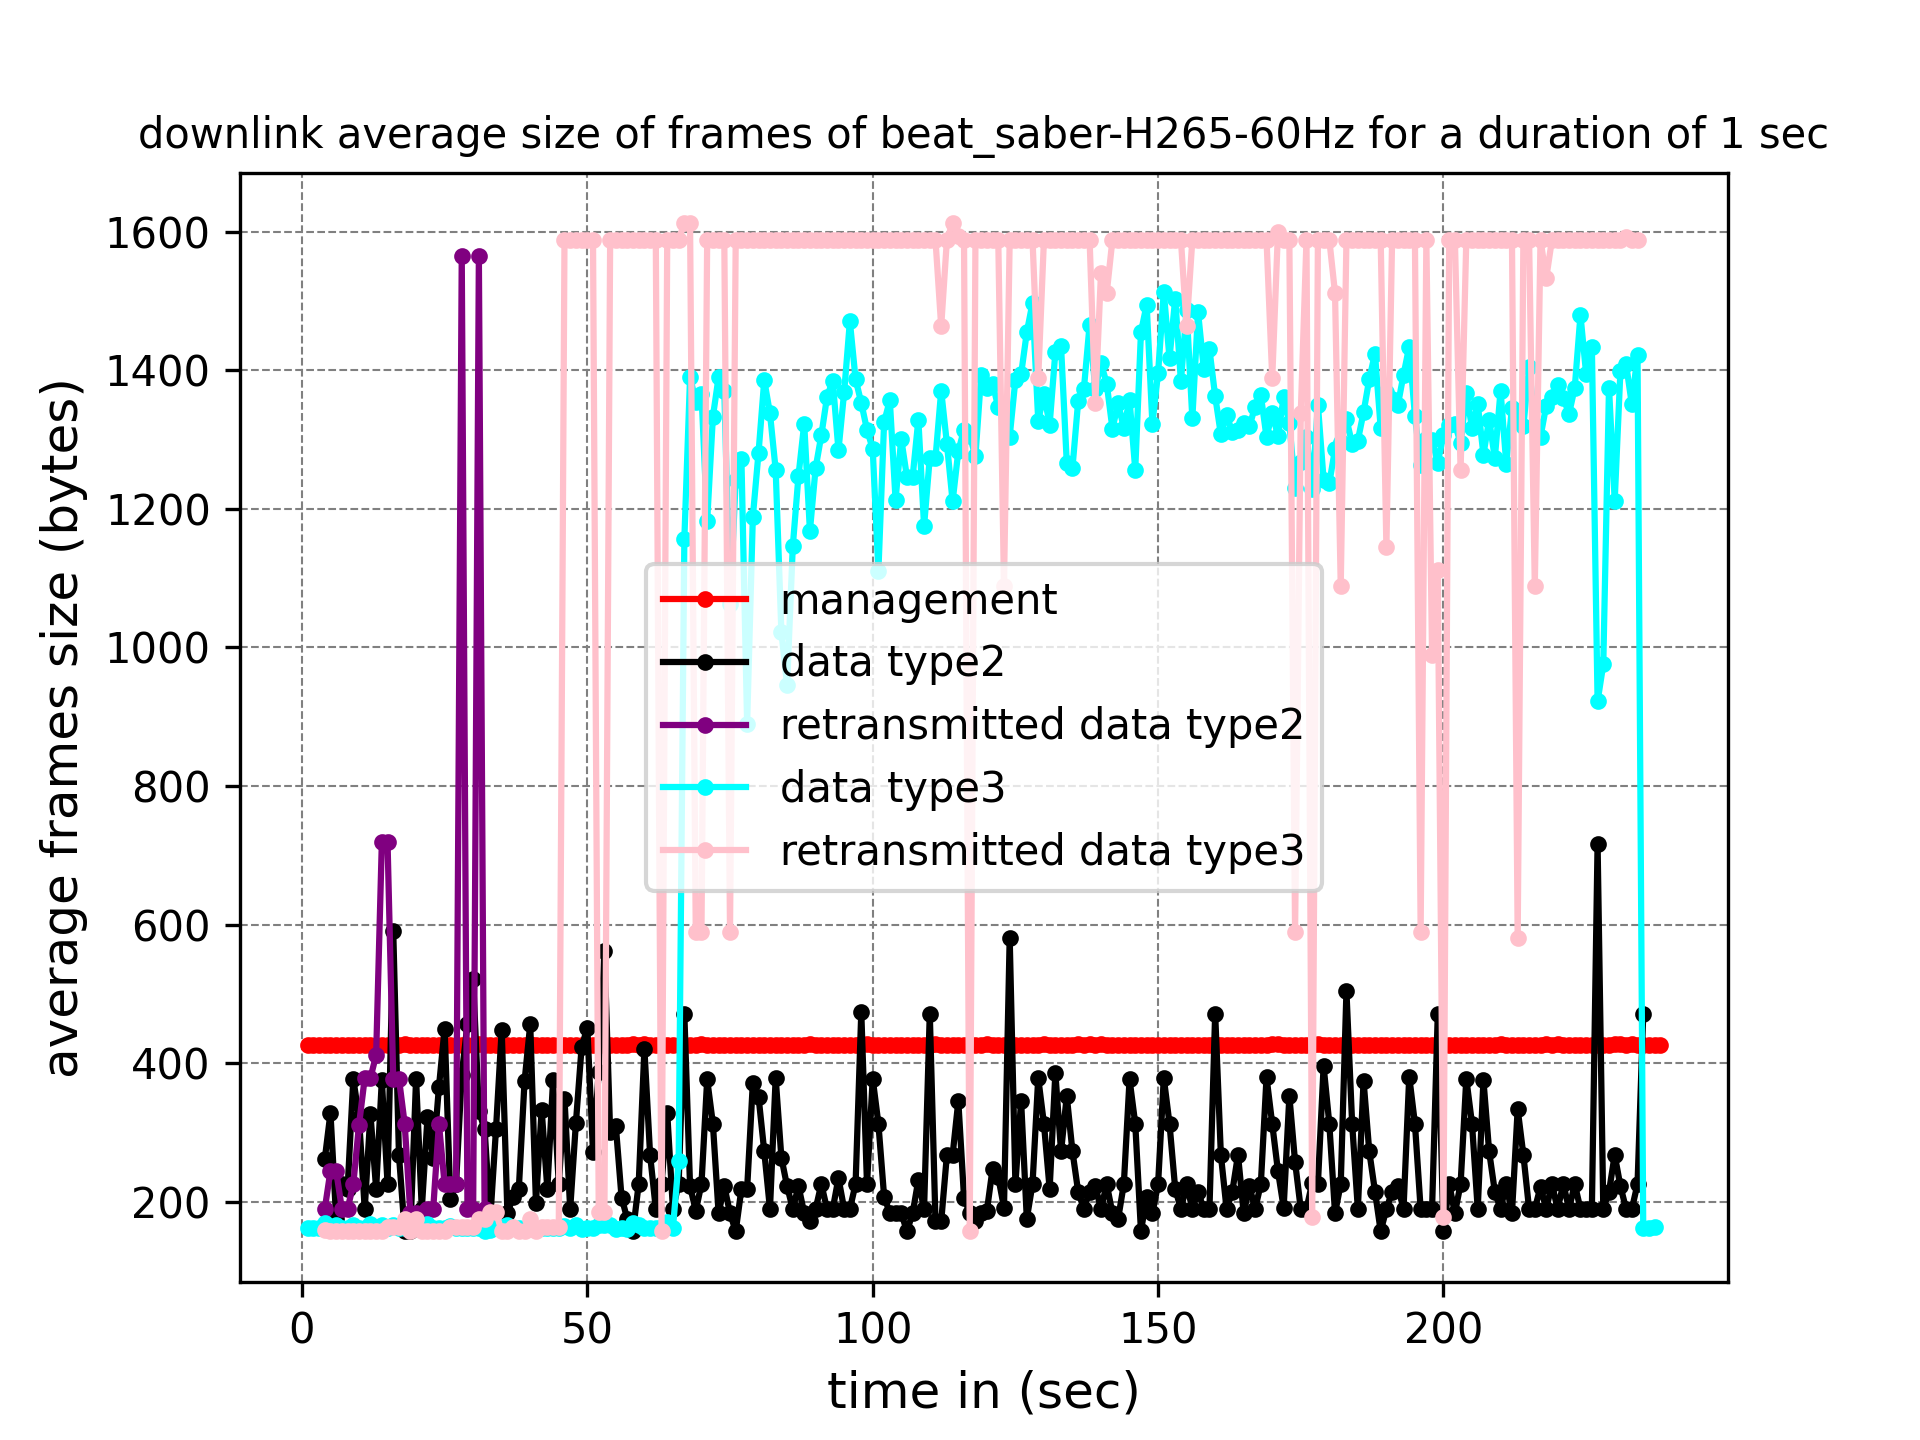 downlink average size of frames of beat_saber-H265-60Hz for a duration of 1 sec
average frames size (bytes)
1600
1400
1200
1000
800
600
400
200
management
data type2
retransmitted data type2
data type3
retransmitted data type3
0 50 100 150 200
time in (sec)